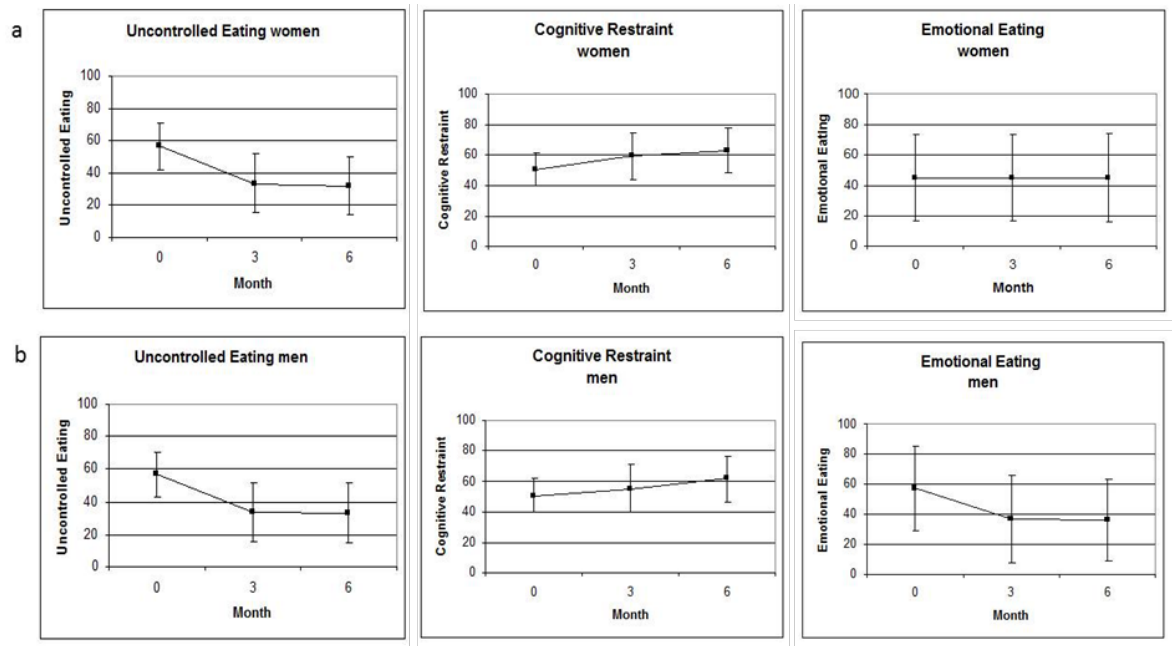 a
Uncontrolled Eating women
Uncontrolled Eating
100
80
60
40
20
0
0 3 6
Month
Cognitive Restraint
women
Cognitive Restraint
100
80
60
40
20
0
0 3 6
Month
Emotional Eating
women
Emotional Eating
100
80
60
40
20
0
0 3 6
Month
b
Uncontrolled Eating men
Uncontrolled Eating
100
80
60
40
20
0
0 3 6
Month
Cognitive Restraint
men
Cognitive Restraint
100
80
60
40
20
0
0 3 6
Month
Emotional Eating
men
Emotional Eating
100
80
60
40
20
0
0 3 6
Month